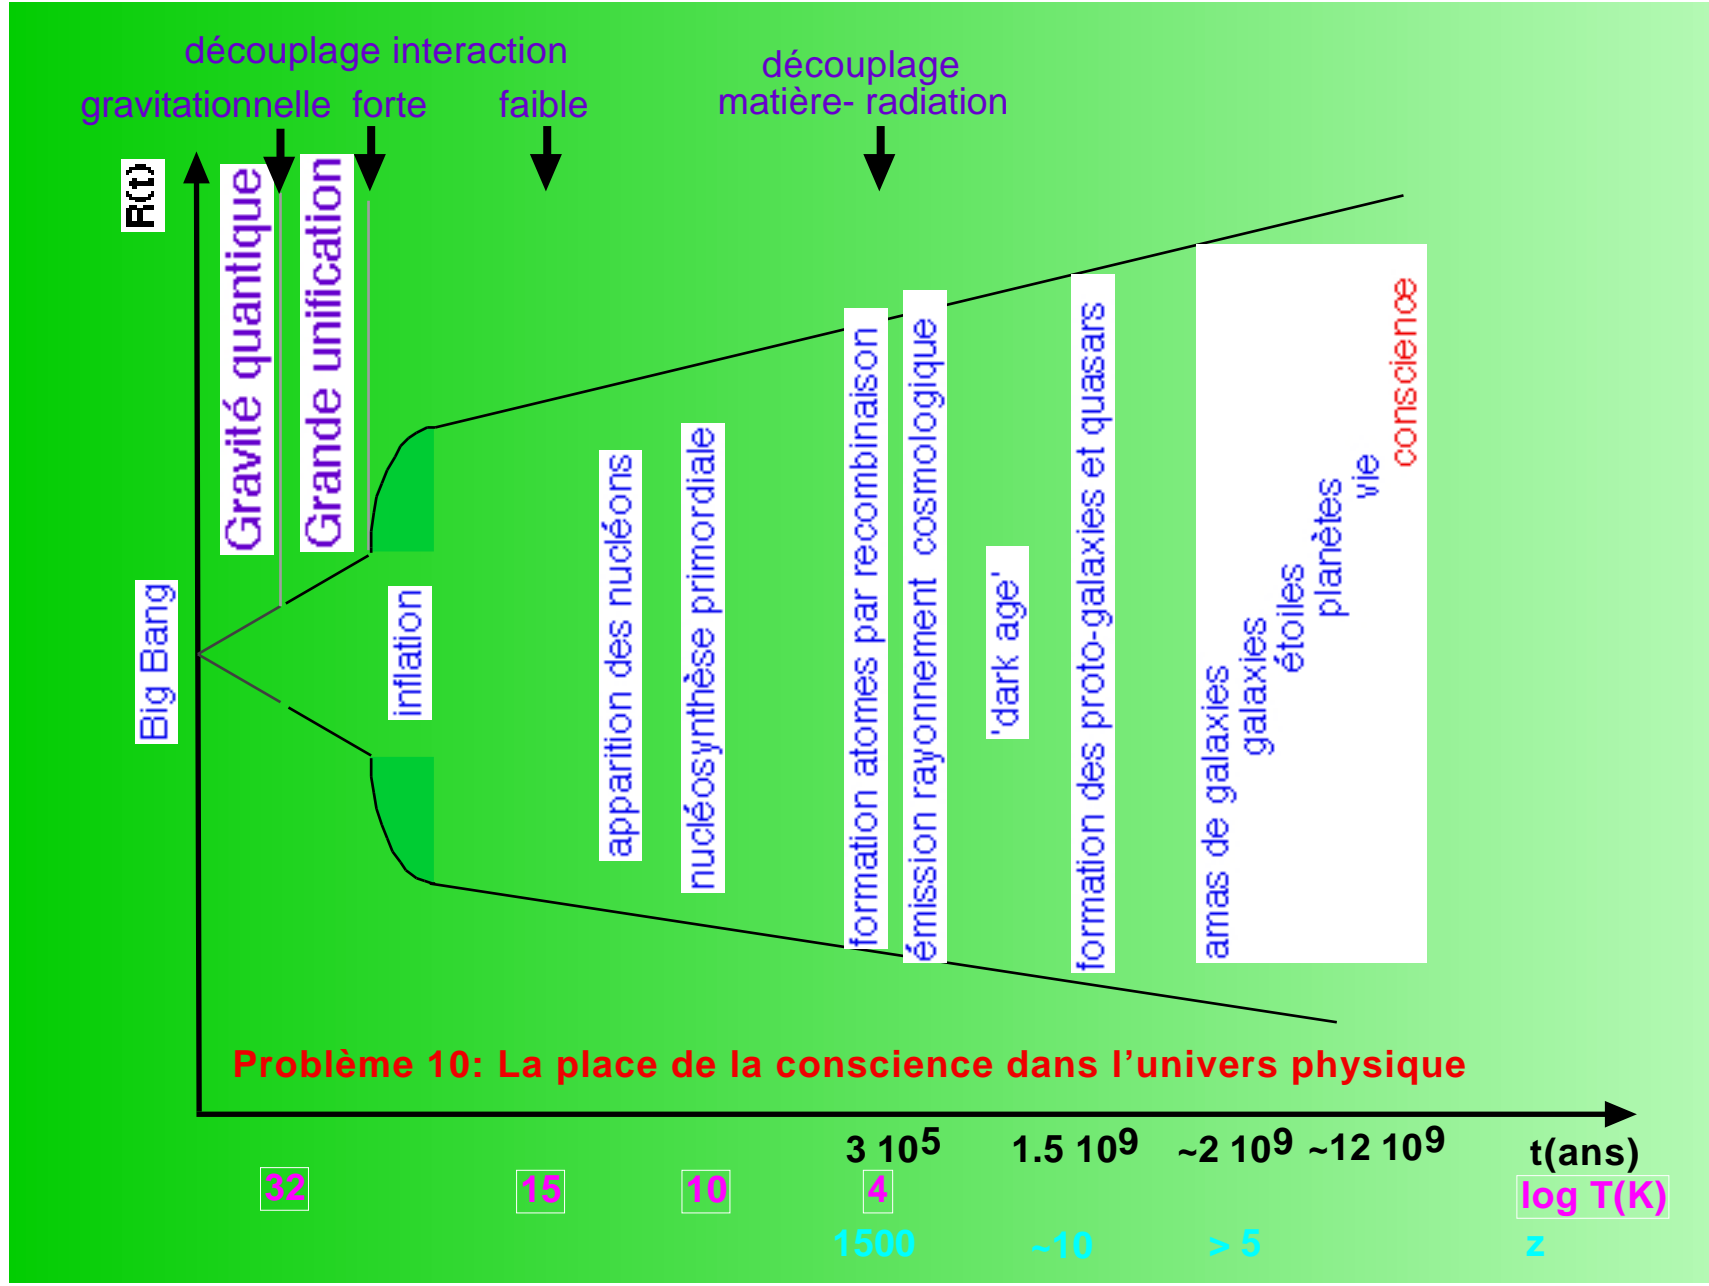 découplage interaction
gravitationnelle forte faible
découplage
matière- radiation
R(t)
Gravité quantique
Grande unification
Big Bang
inflation
apparition des nucléons
nucléosynthèse primordiale
formation atomes par recombinaison
émission rayonnement cosmologique
'dark age'
formation des proto-galaxies et quasars
amas de galaxies
galaxies
étoiles
planètes
vie
conscience
Problème 10: La place de la conscience dans l’univers physique
3 10⁵ 1.5 10⁹ ~2 10⁹ ~12 10⁹ t(ans)
32 15 10 4 log T(K)
1500 ~10 > 5 z